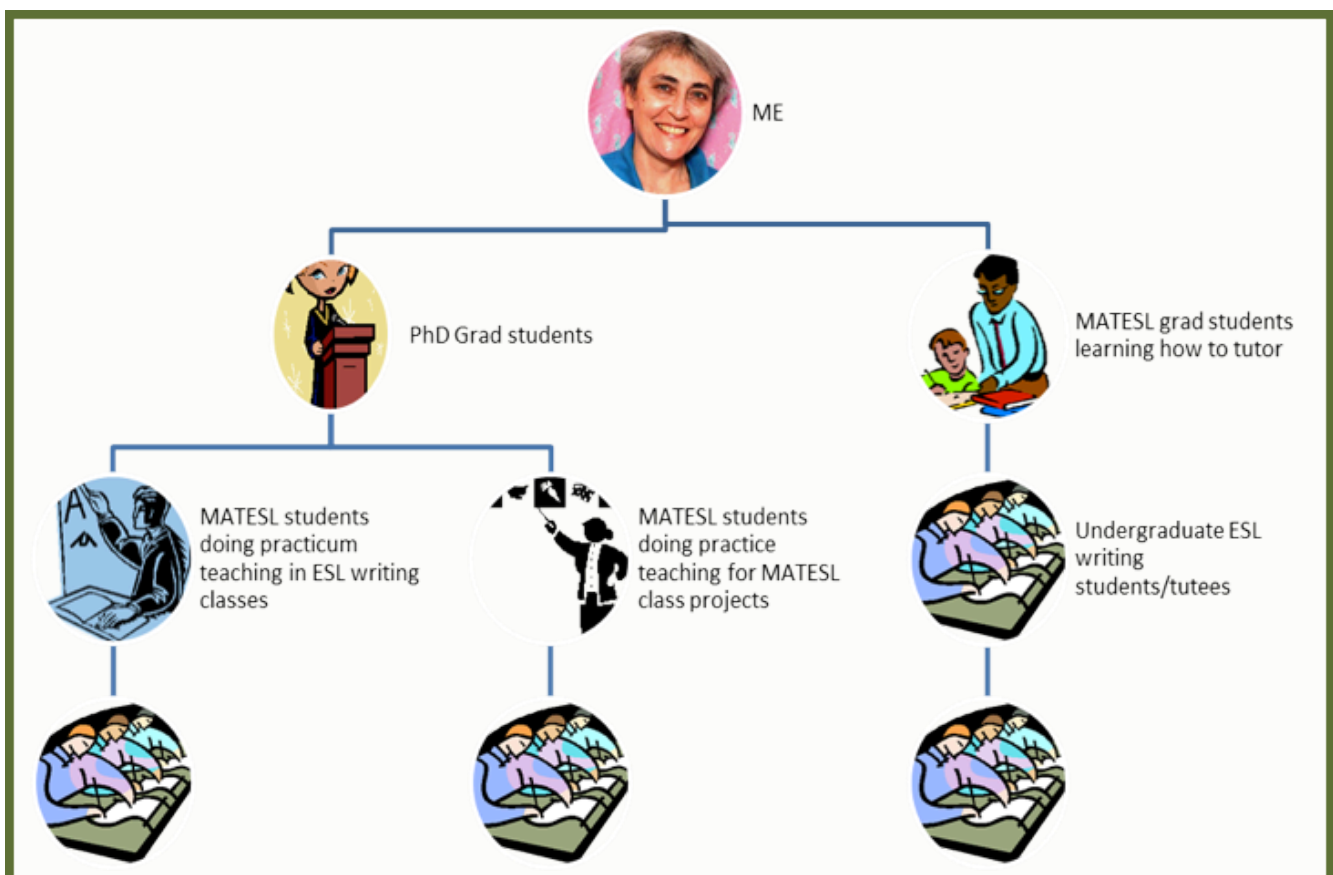 ME
PhD Grad students
MATESL grad students
learning how to tutor
MATESL students
doing practicum
teaching in ESL writing
classes
MATESL students
doing practice
teaching for MATESL
class projects
Undergraduate ESL
writing
students/tutees
A